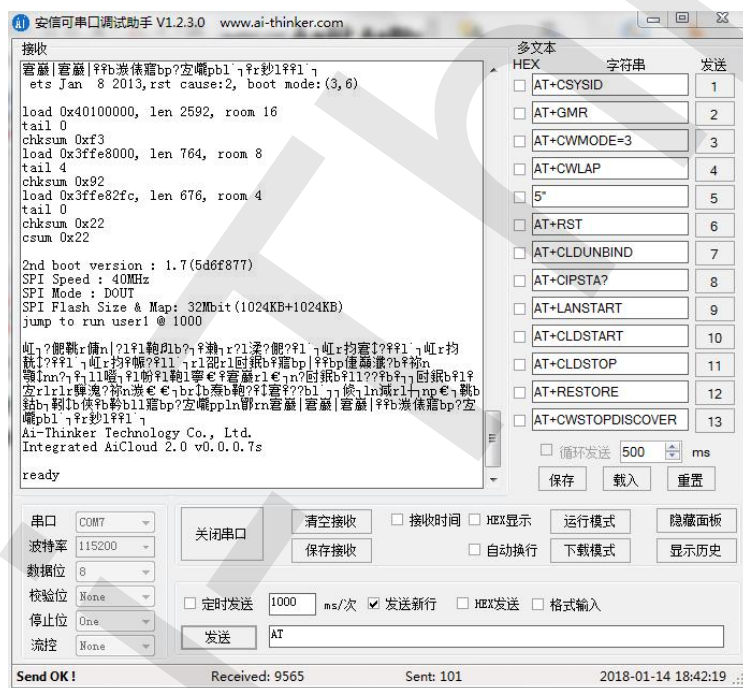 安信可串口调试助手 V1.2.3.0 www.ai-thinker.com
接收
ets Jan 8 2013,rst cause:2, boot mode:(3,6)
load 0x40100000, len 2592, room 16
tail 0
chksum 0xf3
load 0x3ffe8000, len 764, room 8
tail 4
chksum 0x92
load 0x3ffe82fc, len 676, room 4
tail 0
chksum 0x22
csum 0x22
2nd boot version : 1.7(5d6f877)
SPI Speed : 40MHz
SPI Mode : DOUT
SPI Flash Size & Map: 32Mbit(1024KB+1024KB)
jump to run user1 @ 1000
Ai-Thinker Technology Co., Ltd.
Integrated AiCloud 2.0 v0.0.0.7s
ready
多文本
HEX 字符串 发送
AT+CSYSID 1
AT+GMR 2
AT+CWMODE=3 3
AT+CWLAP 4
5" 5
AT+RST 6
AT+CLDUNBIND 7
AT+CIPSTA? 8
AT+LANSTART 9
AT+CLDSTART 10
AT+CLDSTOP 11
AT+RESTORE 12
AT+CWSTOPDISCOVER 13
循环发送 500 ms
保存 载入 重置
串口 COM7
波特率 115200
数据位 8
校验位 None
停止位 One
流控 None
关闭串口
清空接收 接收时间 HEX显示 运行模式 隐藏面板
保存接收 自动换行 下载模式 显示历史
定时发送 1000 ms/次 发送新行 HEX发送 格式输入
发送 AT
Send OK! Received: 9565 Sent: 101 2018-01-14 18:42:19